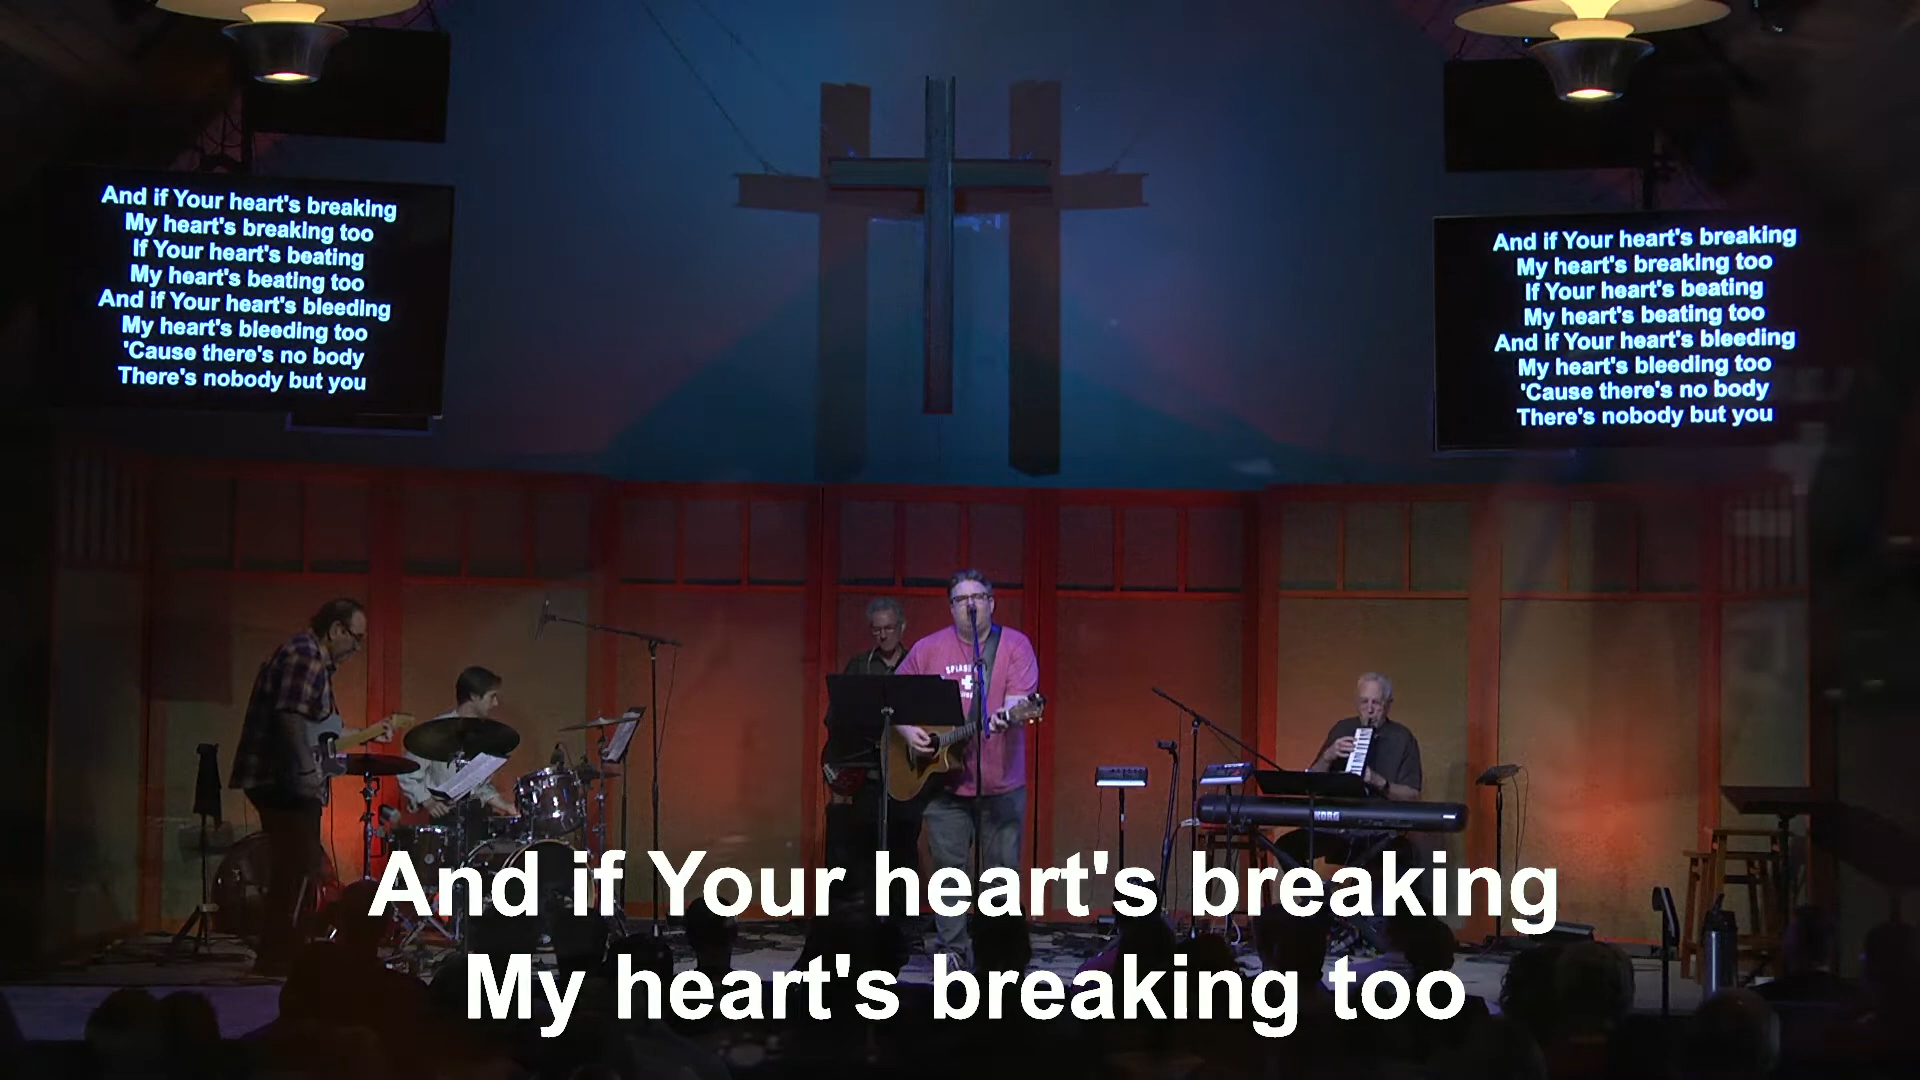 And if Your heart's breaking
My heart's breaking too
If Your heart's beating
My heart's beating too
And if Your heart's bleeding
My heart's bleeding too
'Cause there's no body
There's nobody but you
And if Your heart's breaking
My heart's breaking too
If Your heart's beating
My heart's beating too
And If Your heart's bleeding
My heart's bleeding too
'Cause there's no body
There's nobody but you
KORG
And if Your heart's breaking
My heart's breaking too